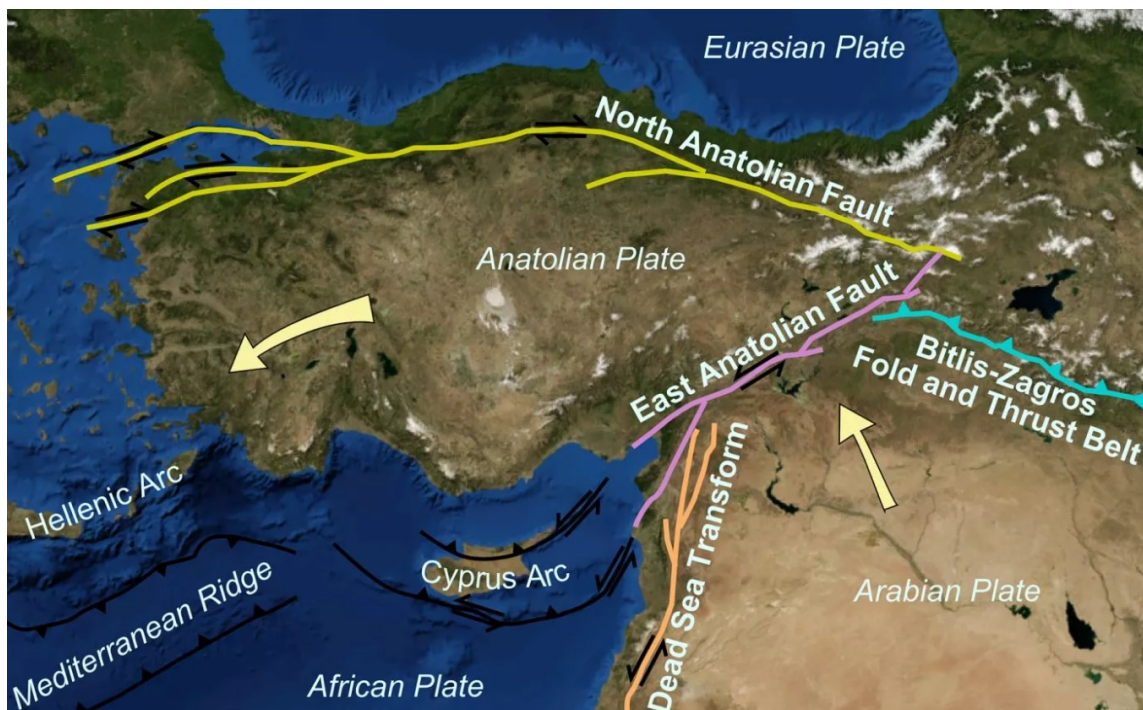 Eurasian Plate
North Anatolian Fault
Anatolian Plate
East Anatolian Fault
Bitlis-Zagros
Fold and Thrust Belt
Hellenic Arc
Cyprus Arc
Dead Sea Transform
Arabian Plate
Mediterranean Ridge
African Plate